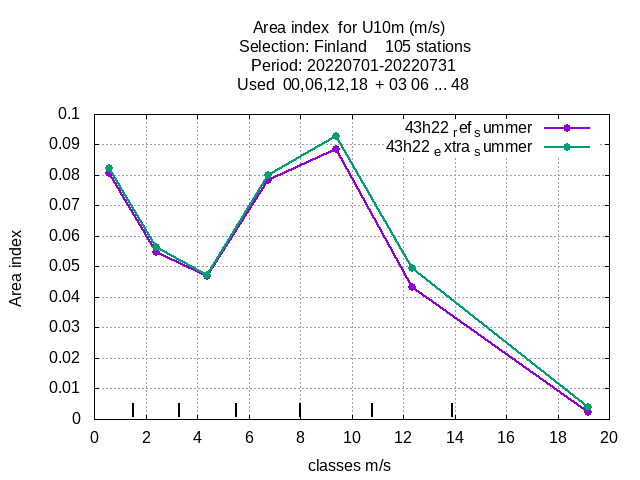 Area index for U10m (m/s)
Selection: Finland 105 stations
Period: 20220701-20220731
Used 00,06,12,18 + 03 06 ... 48
43h22 ref summer
43h22 extra summer
0.1
0.09
0.08
0.07
0.06
0.05
0.04
0.03
0.02
0.01
0
Area index
0 2 4 6 8 10 12 14 16 18 20
classes m/s